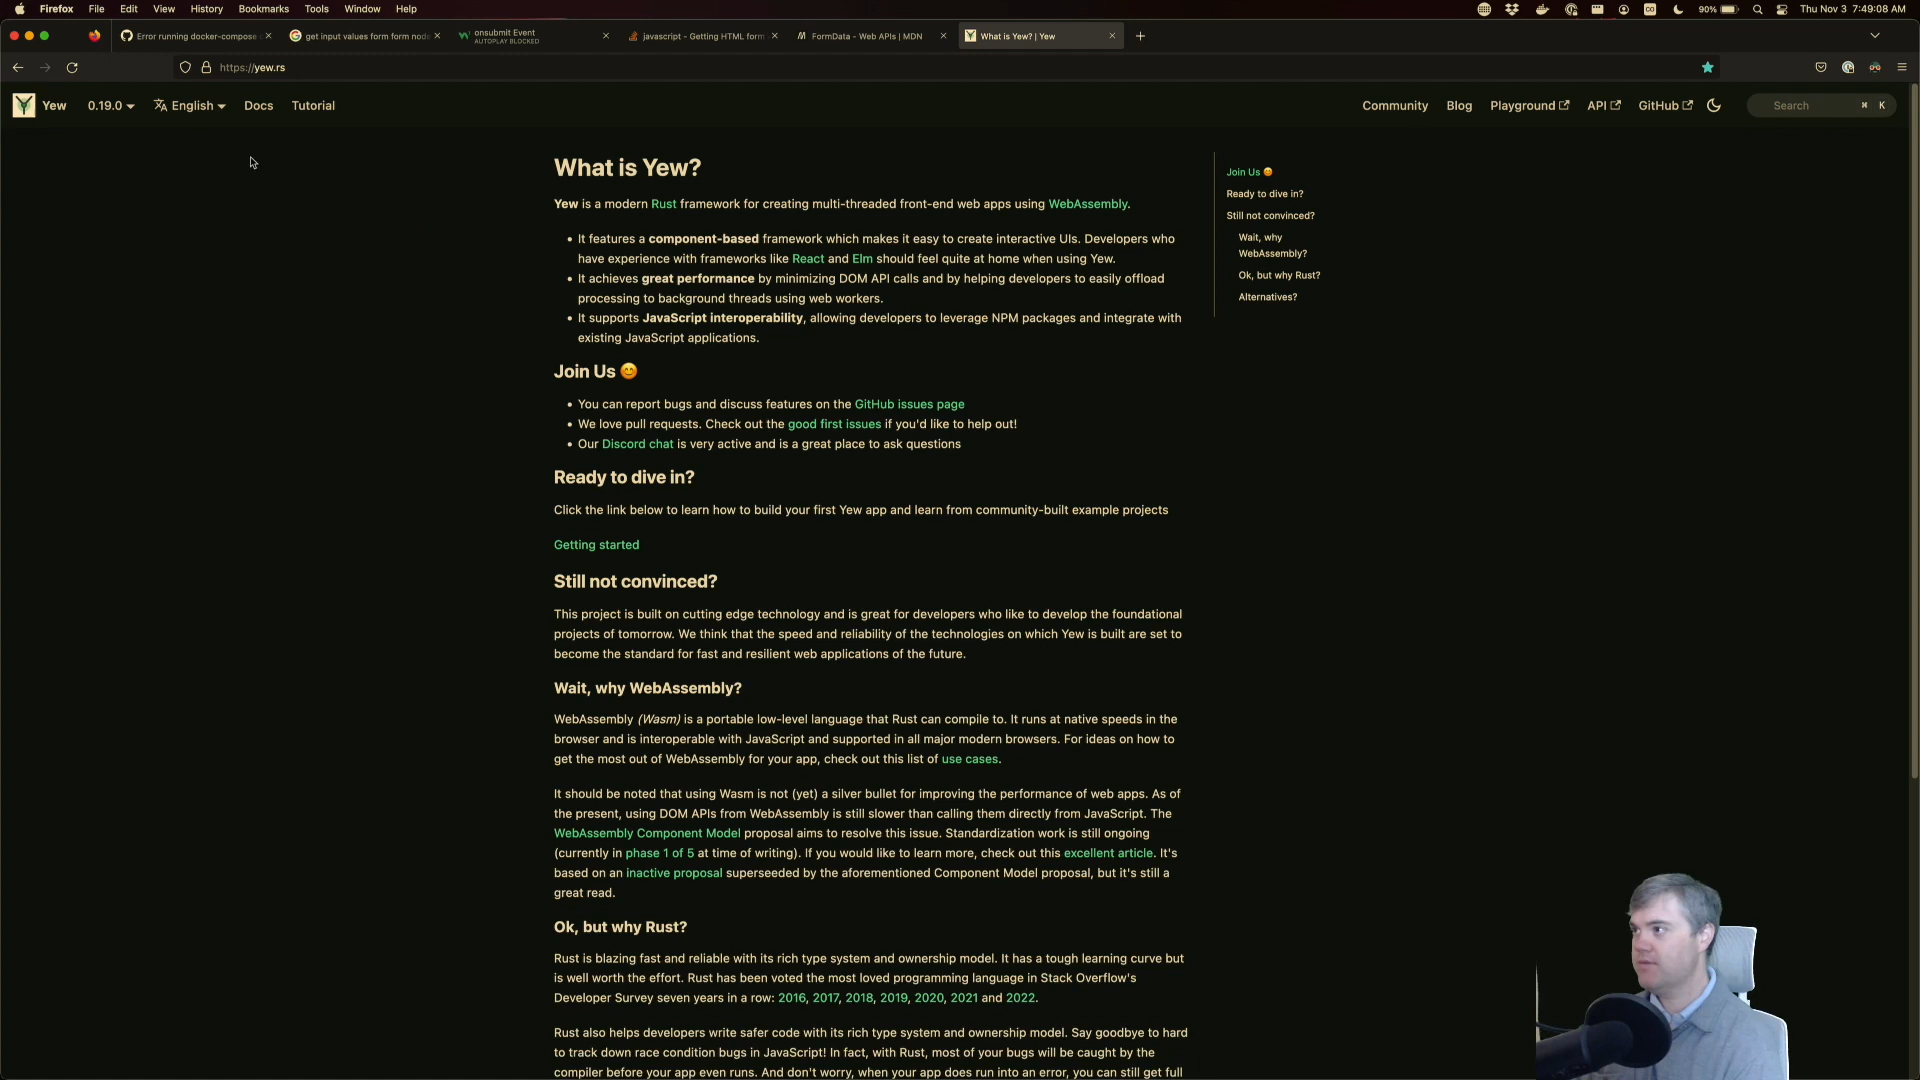 Firefox File Edit View History Bookmarks Tools Window Help 90% Thu Nov 3 7:49:08 AM
Error running docker-compose
get input values form form node
onsubmit Event
AUTOPLAY BLOCKED
javascript - Getting HTML form
FormData - Web APIs | MDN
What is Yew? | Yew
https://yew.rs
Yew 0.19.0 English Docs Tutorial Community Blog Playground API GitHub Search ⌘ K
What is Yew?
Yew is a modern Rust framework for creating multi-threaded front-end web apps using WebAssembly.
• It features a component-based framework which makes it easy to create interactive UIs. Developers who
have experience with frameworks like React and Elm should feel quite at home when using Yew.
• It achieves great performance by minimizing DOM API calls and by helping developers to easily offload
processing to background threads using web workers.
• It supports JavaScript interoperability, allowing developers to leverage NPM packages and integrate with
existing JavaScript applications.
Join Us 😊
• You can report bugs and discuss features on the GitHub issues page
• We love pull requests. Check out the good first issues if you'd like to help out!
• Our Discord chat is very active and is a great place to ask questions
Ready to dive in?
Click the link below to learn how to build your first Yew app and learn from community-built example projects
Getting started
Still not convinced?
This project is built on cutting edge technology and is great for developers who like to develop the foundational
projects of tomorrow. We think that the speed and reliability of the technologies on which Yew is built are set to
become the standard for fast and resilient web applications of the future.
Wait, why WebAssembly?
WebAssembly (Wasm) is a portable low-level language that Rust can compile to. It runs at native speeds in the
browser and is interoperable with JavaScript and supported in all major modern browsers. For ideas on how to
get the most out of WebAssembly for your app, check out this list of use cases.
It should be noted that using Wasm is not (yet) a silver bullet for improving the performance of web apps. As of
the present, using DOM APIs from WebAssembly is still slower than calling them directly from JavaScript. The
WebAssembly Component Model proposal aims to resolve this issue. Standardization work is still ongoing
(currently in phase 1 of 5 at time of writing). If you would like to learn more, check out this excellent article. It's
based on an inactive proposal superseded by the aforementioned Component Model proposal, but it's still a
great read.
Ok, but why Rust?
Rust is blazing fast and reliable with its rich type system and ownership model. It has a tough learning curve but
is well worth the effort. Rust has been voted the most loved programming language in Stack Overflow's
Developer Survey seven years in a row: 2016, 2017, 2018, 2019, 2020, 2021 and 2022.
Rust also helps developers write safer code with its rich type system and ownership model. Say goodbye to hard
to track down race condition bugs in JavaScript! In fact, with Rust, most of your bugs will be caught by the
compiler before your app even runs. And don't worry, when your app does run into an error, you can still get full
Join Us 😊
Ready to dive in?
Still not convinced?
Wait, why
WebAssembly?
Ok, but why Rust?
Alternatives?